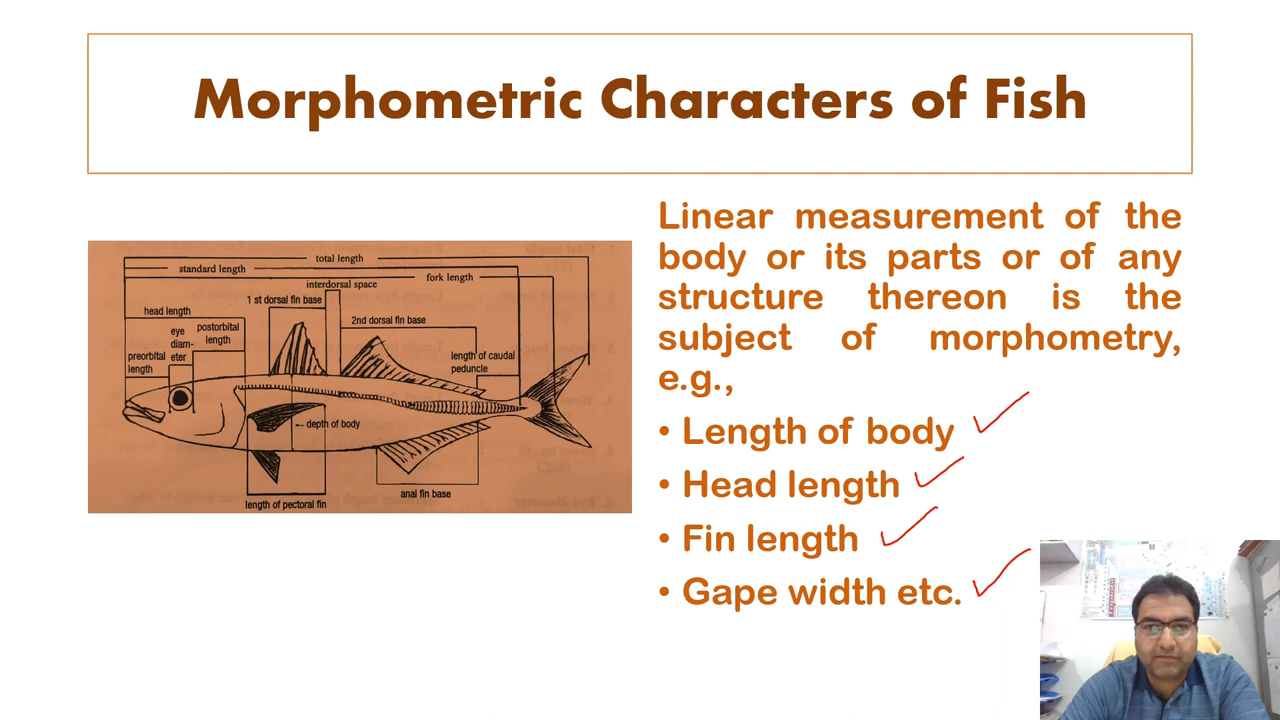 Morphometric Characters of Fish
total length
standard length
fork length
interdorsal space
1 st dorsal fin base
head length
2nd dorsal fin base
postorbital
length
eye
diam-
eter
preorbital
length
length of caudal
peduncle
depth of body
anal fin base
length of pectoral fin
Linear measurement of the
body or its parts or of any
structure thereon is the
subject of morphometry,
e.g.,
• Length of body
• Head length
• Fin length
• Gape width etc.